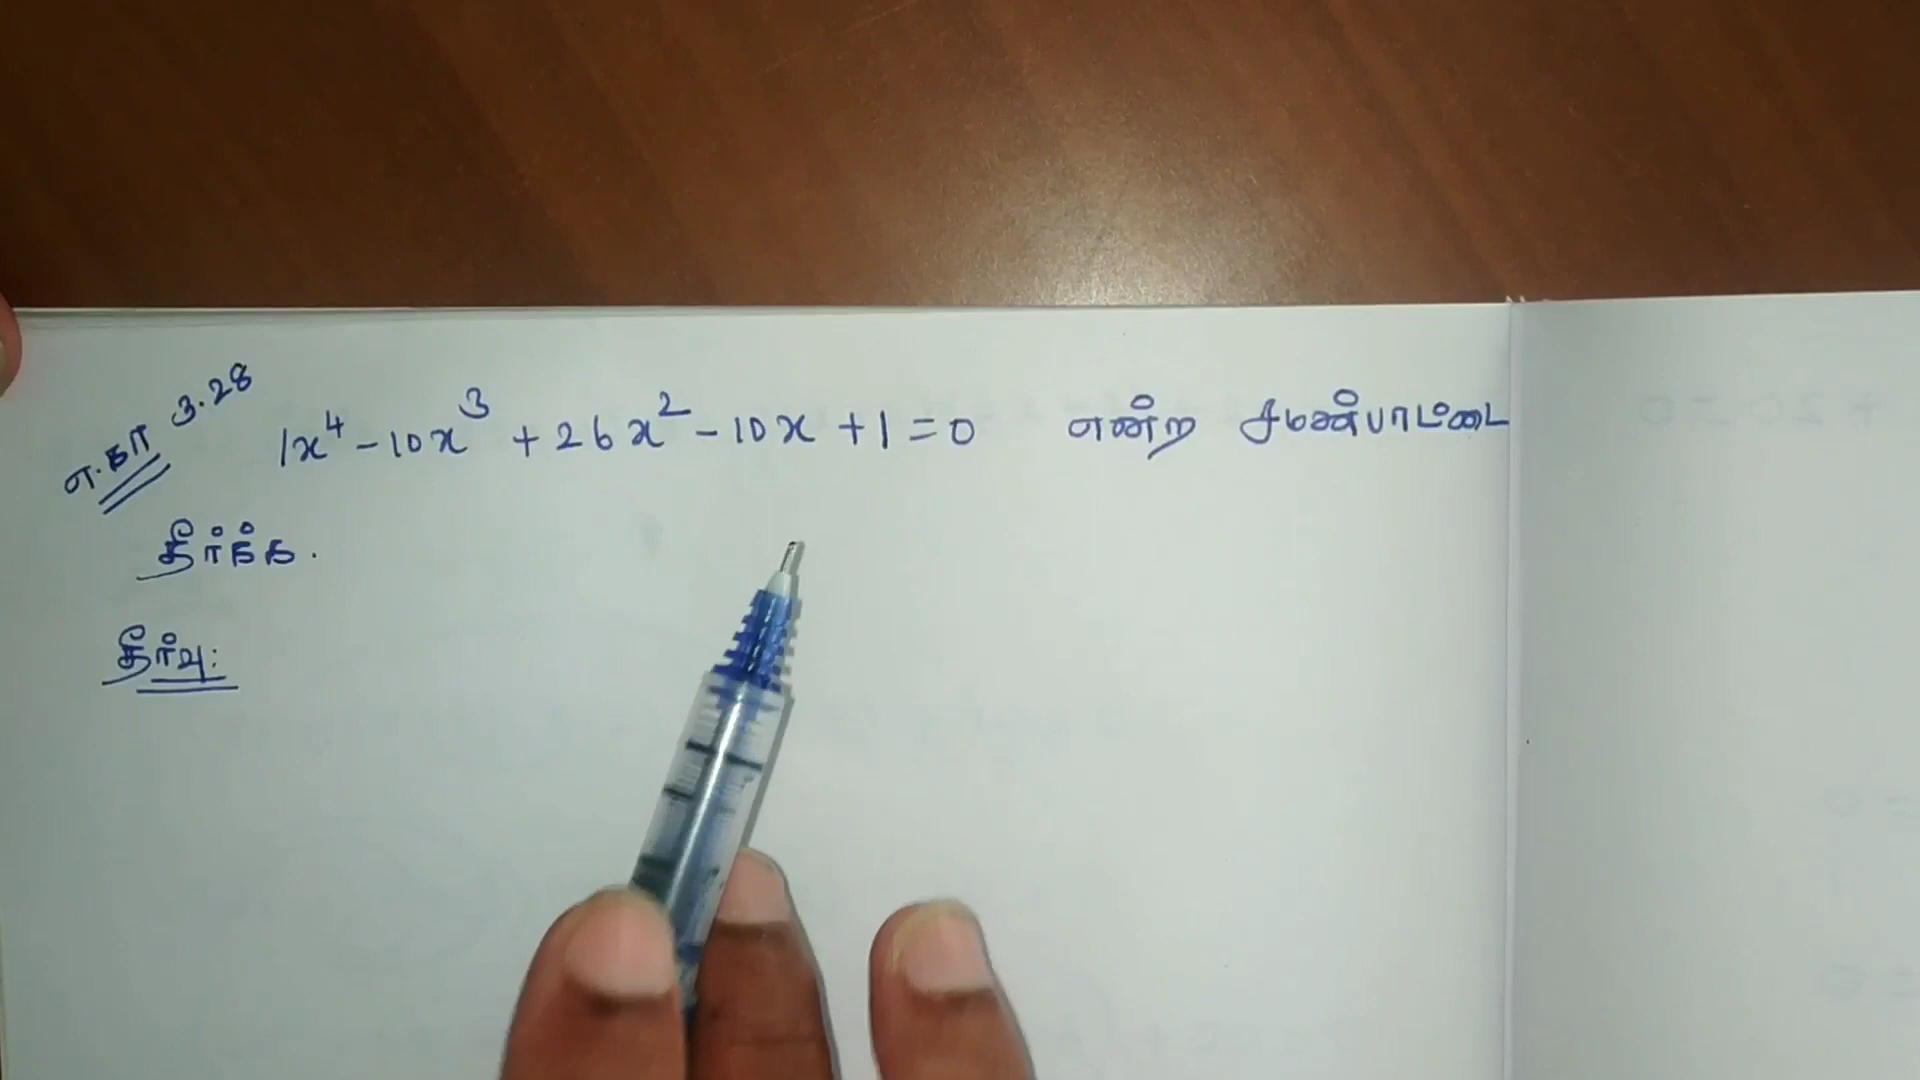 எ.கா 3.28 1x⁴ - 10x³ + 26x² - 10x + 1 = 0 என்ற சமன்பாட்டை
தீர்க்க.
தீர்வு: